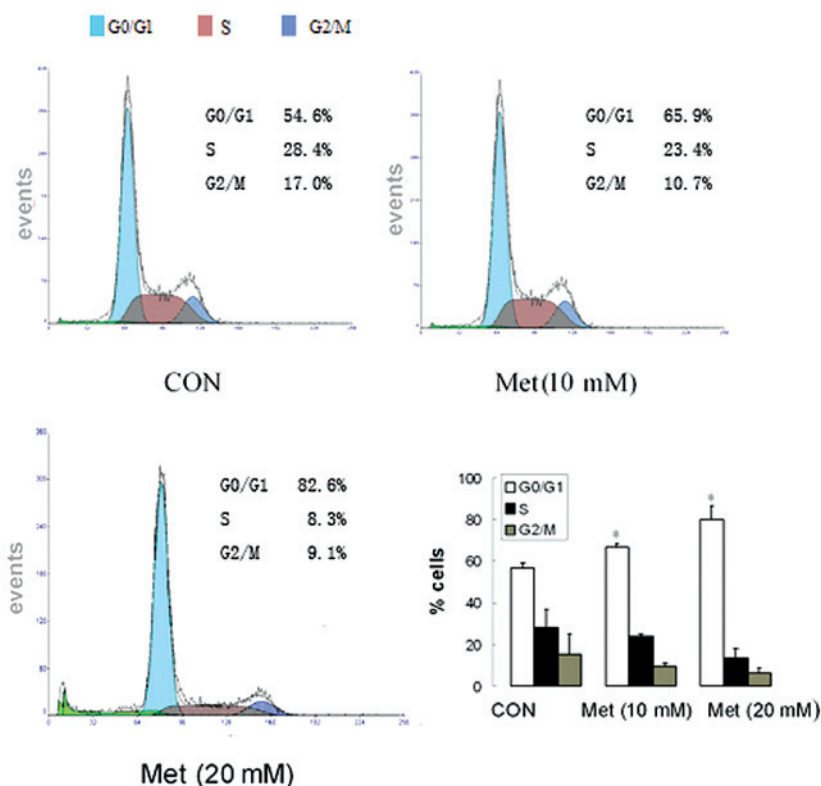 G0/G1 S G2/M
G0/G1 54.6%
S 28.4%
G2/M 17.0%
events
CON
G0/G1 65.9%
S 23.4%
G2/M 10.7%
Met(10 mM)
G0/G1 82.6%
S 8.3%
G2/M 9.1%
events
Met (20 mM)
100
80
60
40
20
0
% cells
G0/G1
S
G2/M
*
*
CON Met (10 mM) Met (20 mM)